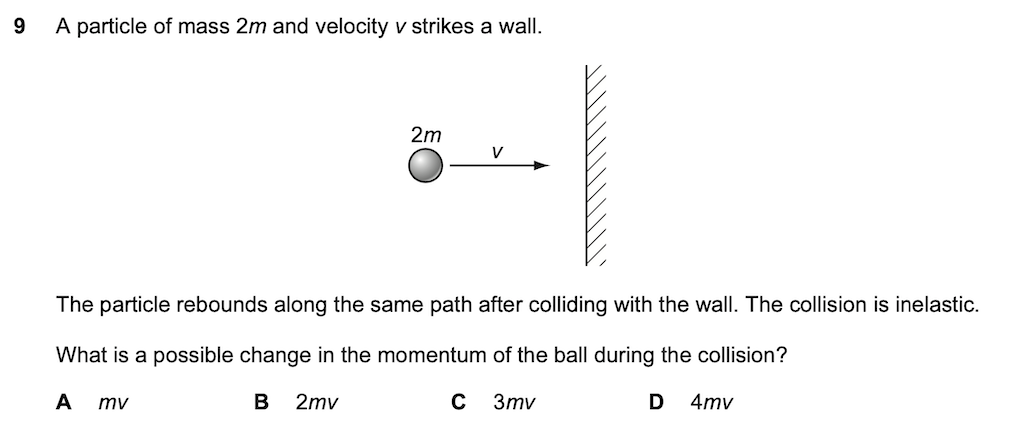 9 A particle of mass 2m and velocity v strikes a wall.
2m
v
The particle rebounds along the same path after colliding with the wall. The collision is inelastic.
What is a possible change in the momentum of the ball during the collision?
A mv B 2mv C 3mv D 4mv